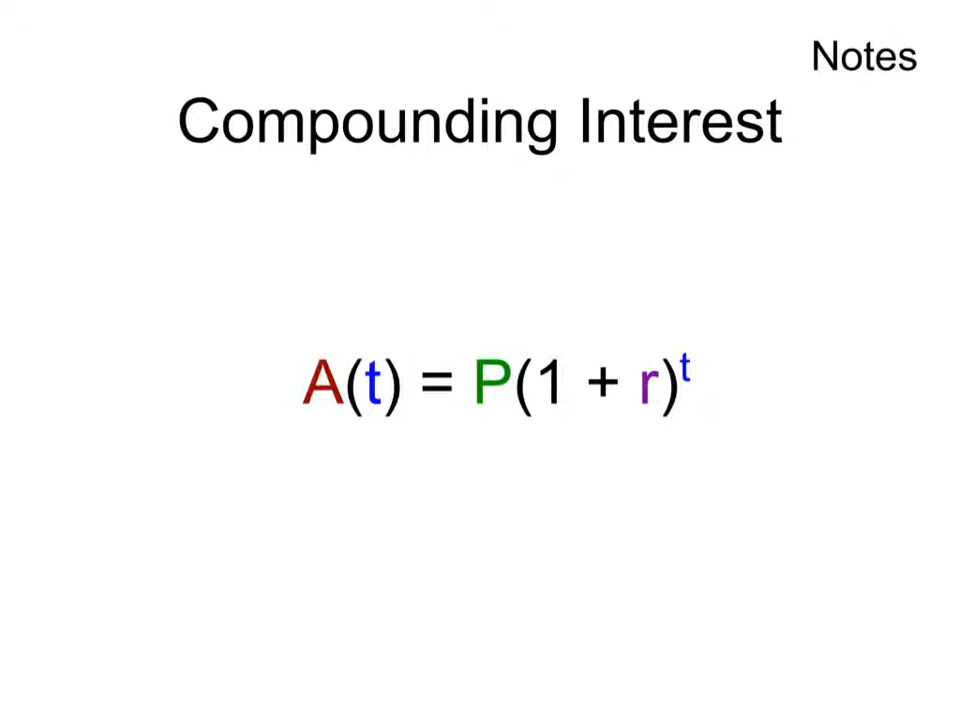 Notes
Compounding Interest
A(t) = P(1 + r)^t